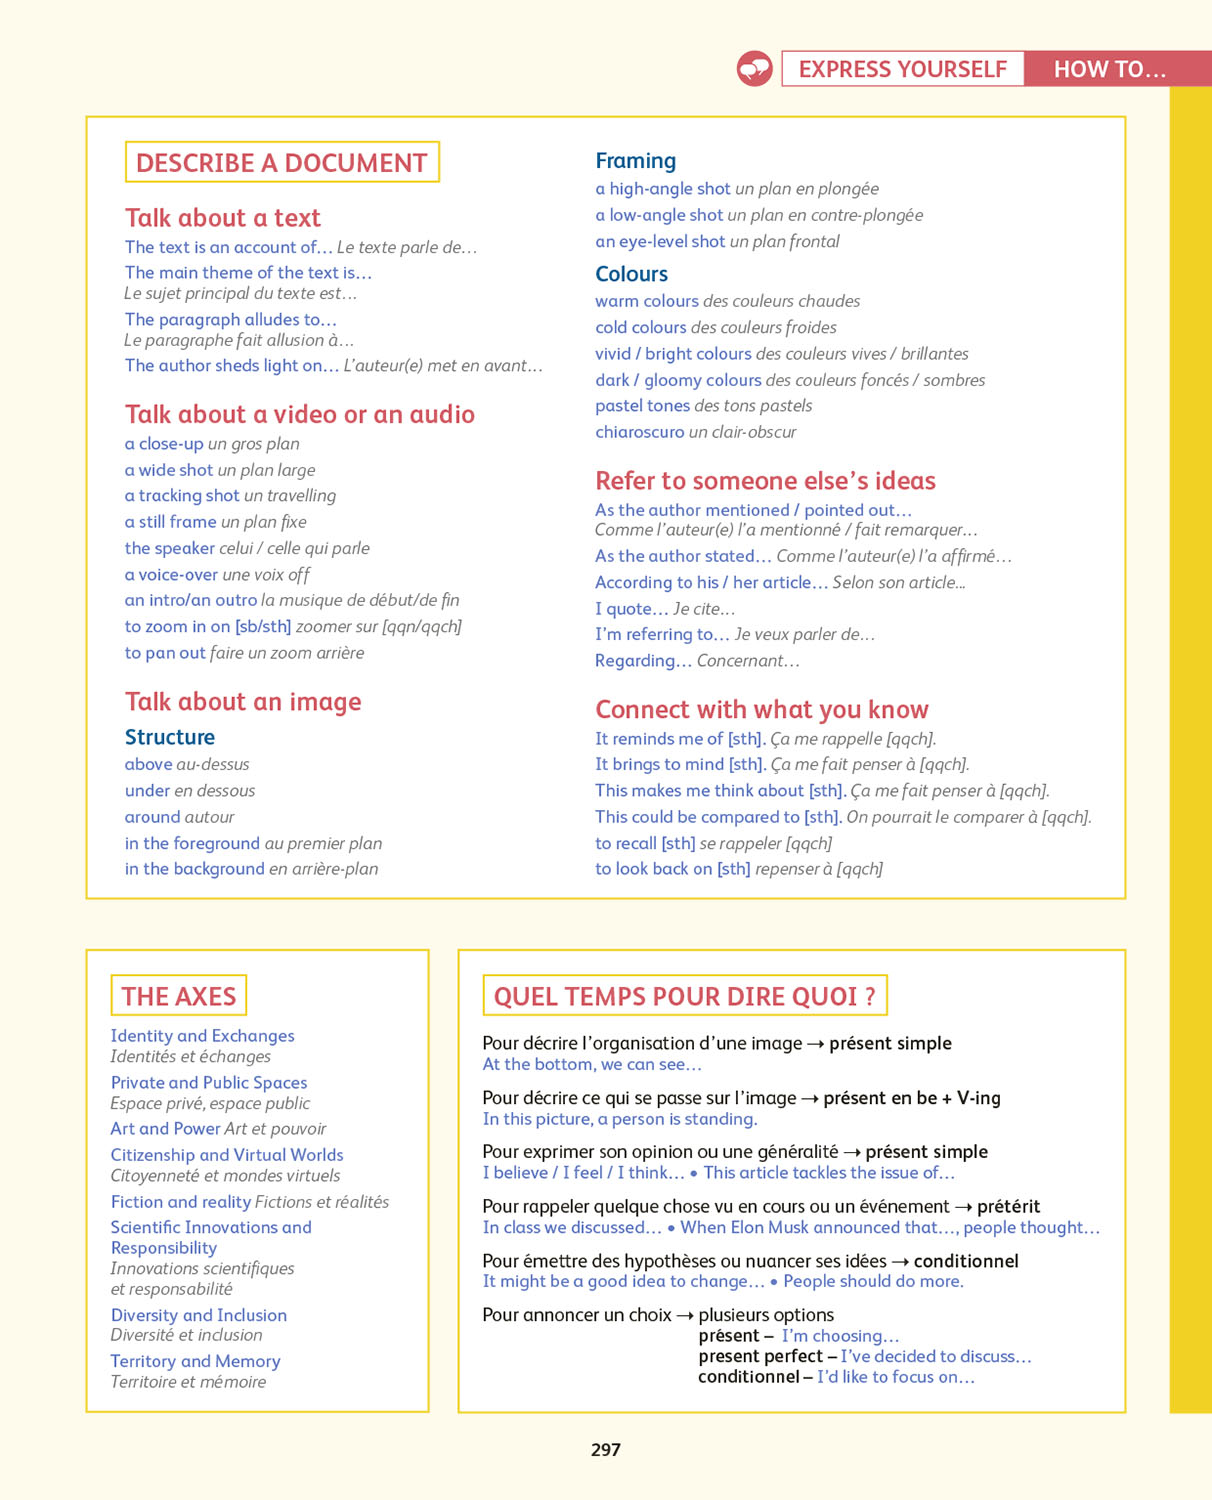 EXPRESS YOURSELF HOW TO…
DESCRIBE A DOCUMENT
Talk about a text
The text is an account of… Le texte parle de…
The main theme of the text is…
Le sujet principal du texte est…
The paragraph alludes to…
Le paragraphe fait allusion à…
The author sheds light on… L'auteur(e) met en avant…
Talk about a video or an audio
a close-up un gros plan
a wide shot un plan large
a tracking shot un travelling
a still frame un plan fixe
the speaker celui / celle qui parle
a voice-over une voix off
an intro/an outro la musique de début/de fin
to zoom in on [sb/sth] zoomer sur [qqn/qqch]
to pan out faire un zoom arrière
Talk about an image
Structure
above au-dessus
under en dessous
around autour
in the foreground au premier plan
in the background en arrière-plan
Framing
a high-angle shot un plan en plongée
a low-angle shot un plan en contre-plongée
an eye-level shot un plan frontal
Colours
warm colours des couleurs chaudes
cold colours des couleurs froides
vivid / bright colours des couleurs vives / brillantes
dark / gloomy colours des couleurs foncés / sombres
pastel tones des tons pastels
chiaroscuro un clair-obscur
Refer to someone else's ideas
As the author mentioned / pointed out…
Comme l'auteur(e) l'a mentionné / fait remarquer…
As the author stated… Comme l'auteur(e) l'a affirmé…
According to his / her article… Selon son article...
I quote… Je cite…
I'm referring to… Je veux parler de…
Regarding… Concernant…
Connect with what you know
It reminds me of [sth]. Ça me rappelle [qqch].
It brings to mind [sth]. Ça me fait penser à [qqch].
This makes me think about [sth]. Ça me fait penser à [qqch].
This could be compared to [sth]. On pourrait le comparer à [qqch].
to recall [sth] se rappeler [qqch]
to look back on [sth] repenser à [qqch]
THE AXES
Identity and Exchanges
Identités et échanges
Private and Public Spaces
Espace privé, espace public
Art and Power Art et pouvoir
Citizenship and Virtual Worlds
Citoyenneté et mondes virtuels
Fiction and reality Fictions et réalités
Scientific Innovations and
Responsibility
Innovations scientifiques
et responsabilité
Diversity and Inclusion
Diversité et inclusion
Territory and Memory
Territoire et mémoire
QUEL TEMPS POUR DIRE QUOI ?
Pour décrire l'organisation d'une image → présent simple
At the bottom, we can see…
Pour décrire ce qui se passe sur l'image → présent en be + V-ing
In this picture, a person is standing.
Pour exprimer son opinion ou une généralité → présent simple
I believe / I feel / I think… • This article tackles the issue of…
Pour rappeler quelque chose vu en cours ou un événement → prétérit
In class we discussed… • When Elon Musk announced that…, people thought…
Pour émettre des hypothèses ou nuancer ses idées → conditionnel
It might be a good idea to change… • People should do more.
Pour annoncer un choix → plusieurs options
présent – I'm choosing…
present perfect – I've decided to discuss…
conditionnel – I'd like to focus on…
297